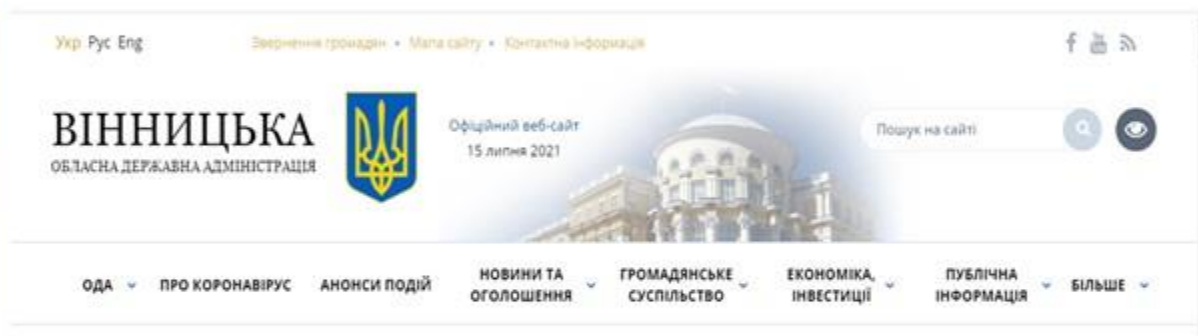 Укр Рус Eng
Звернення громадян • Мапа сайту • Контактна інформація
ВІННИЦЬКА
ОБЛАСНА ДЕРЖАВНА АДМІНІСТРАЦІЯ
Офіційний веб-сайт
15 липня 2021
Пошук на сайті
ОДА
ПРО КОРОНАВІРУС
АНОНСИ ПОДІЙ
НОВИНИ ТА
ОГОЛОШЕННЯ
ГРОМАДЯНСЬКЕ
СУСПІЛЬСТВО
ЕКОНОМІКА,
ІНВЕСТИЦІЇ
ПУБЛІЧНА
ІНФОРМАЦІЯ
БІЛЬШЕ